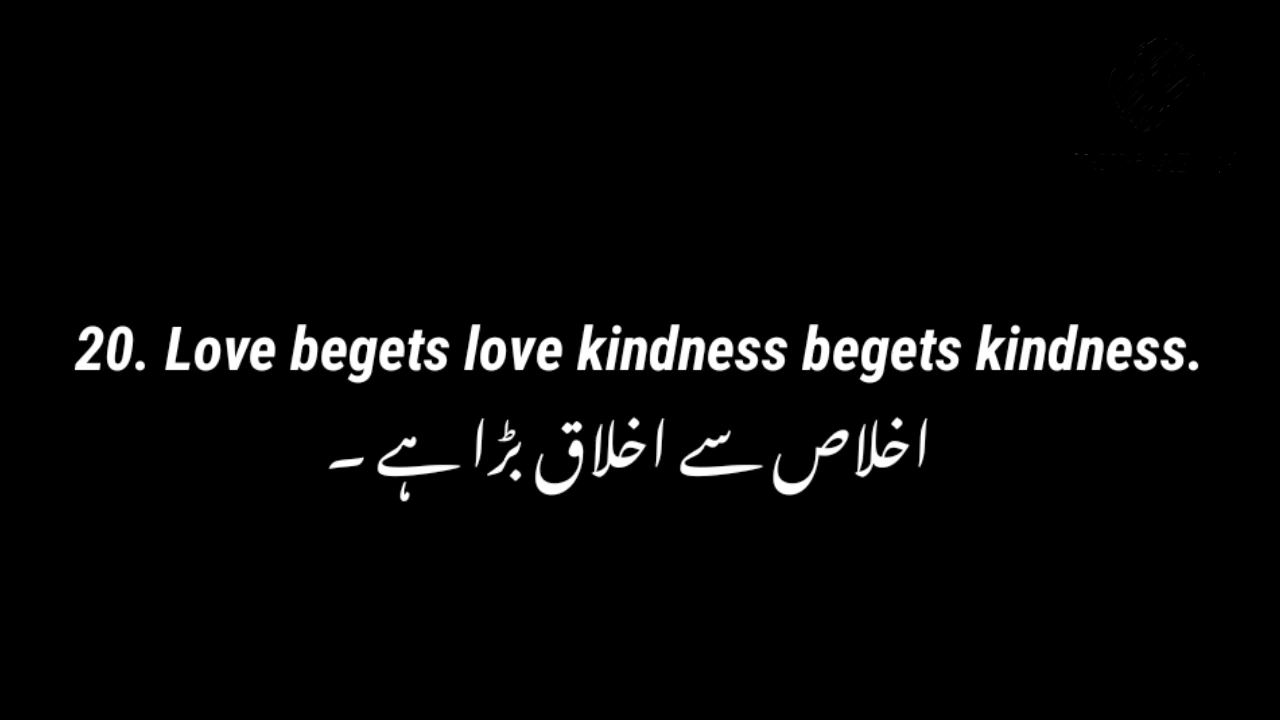 20. Love begets love kindness begets kindness.
اخلاص سے اخلاق بڑا ہے ۔